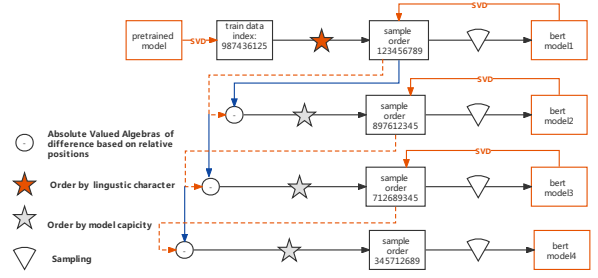 SVD
pretrained
model
SVD
train data
index:
987436125
sample
order
123456789
bert
model1
SVD
-
sample
order
897612345
bert
model2
SVD
-
sample
order
712689345
bert
model3
-
sample
order
345712689
bert
model4
-
Absolute Valued Algebras of
difference based on relative
positions
Order by lingustic character
Order by model capicity
Sampling